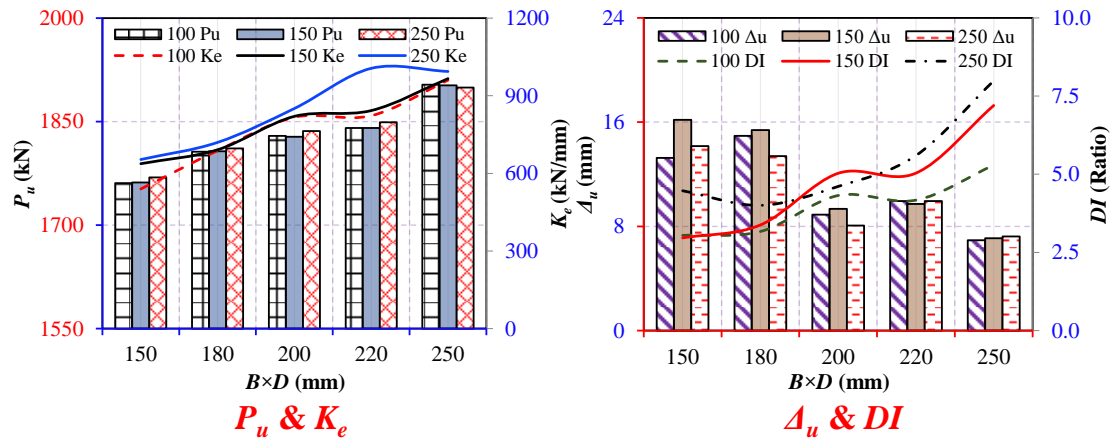 2000
1850
1700
1550
P_u (kN)
100 Pu 150 Pu 250 Pu
100 Ke 150 Ke 250 Ke
1200
900
600
300
0
K_e (kN/mm)
150 180 200 220 250
B×D (mm)
P_u & K_e
24
16
8
0
Δ_u (mm)
100 Δu 150 Δu 250 Δu
100 DI 150 DI 250 DI
10.0
7.5
5.0
2.5
0.0
DI (Ratio)
150 180 200 220 250
B×D (mm)
Δ_u & DI